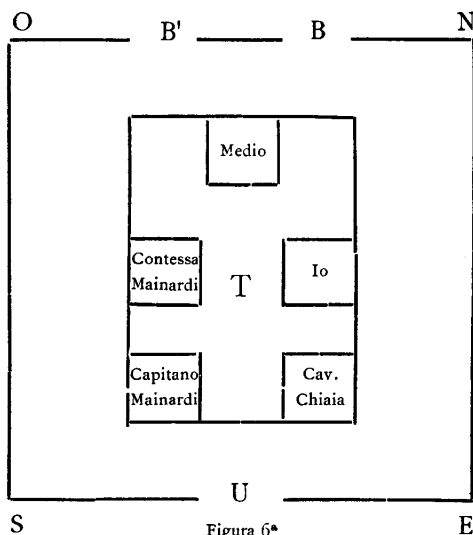 O B' B N
Medio
Contessa
Mainardi
T
Io
Capitano
Mainardi
Cav.
Chiaia
U
S E
Figura 6ª